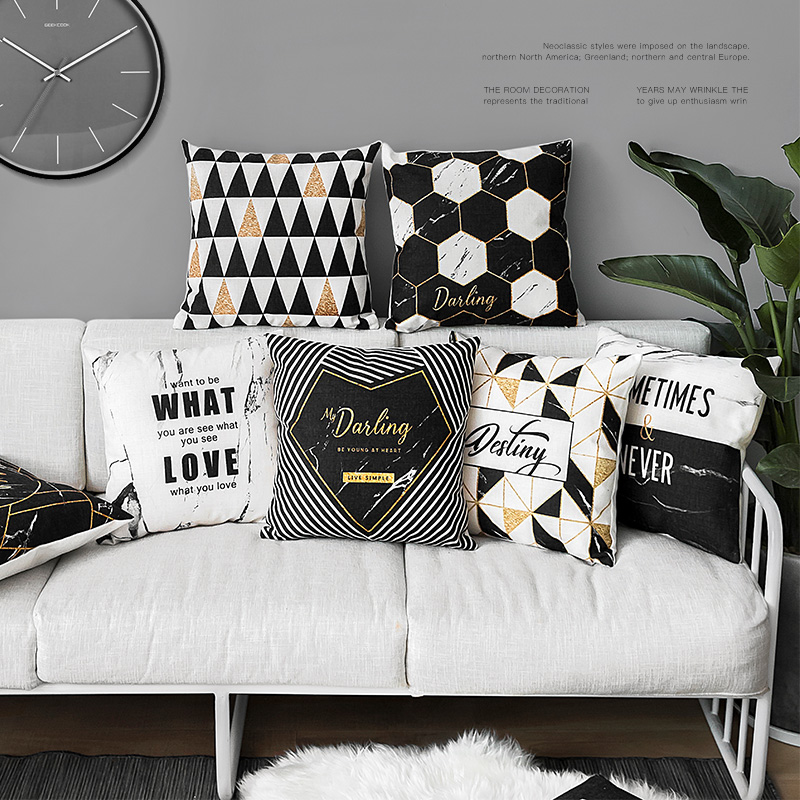 Neoclassic styles were imposed on the landscape.
northern North America; Greenland; northern and central Europe.
THE ROOM DECORATION
represents the traditional
YEARS MAY WRINKLE THE
to give up enthusiasm wrin
Darling
want to be
WHAT
you are see what
you see
LOVE
what you love
My
Darling
BE YOUNG AT HEART
LIVE SIMPLE
Destiny
METIMES
&
NEVER